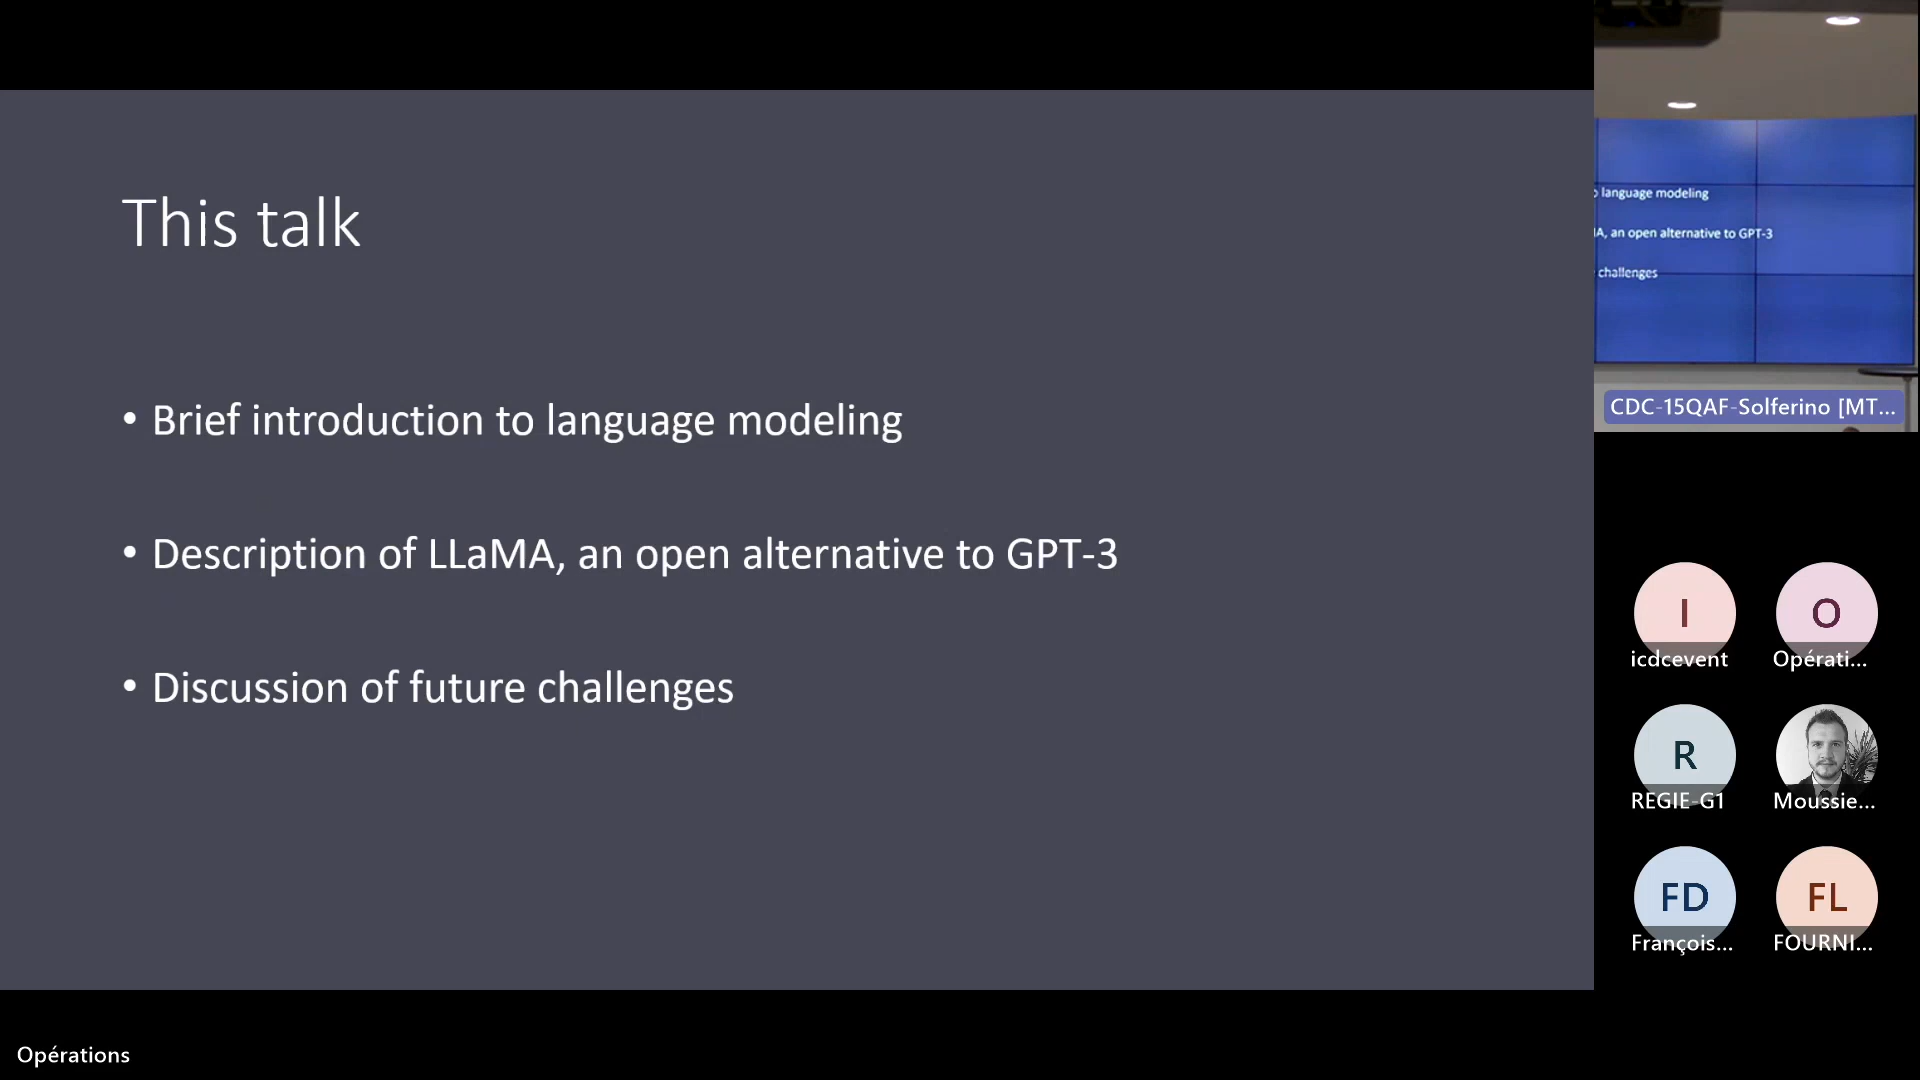 This talk
• Brief introduction to language modeling
• Description of LLaMA, an open alternative to GPT-3
• Discussion of future challenges
language modeling
A, an open alternative to GPT-3
challenges
CDC-15QAF-Solferino [MT...
I
icdcevent
O
Opérati...
R
REGIE-G1
Moussie...
FD
François...
FL
FOURNI...
Opérations